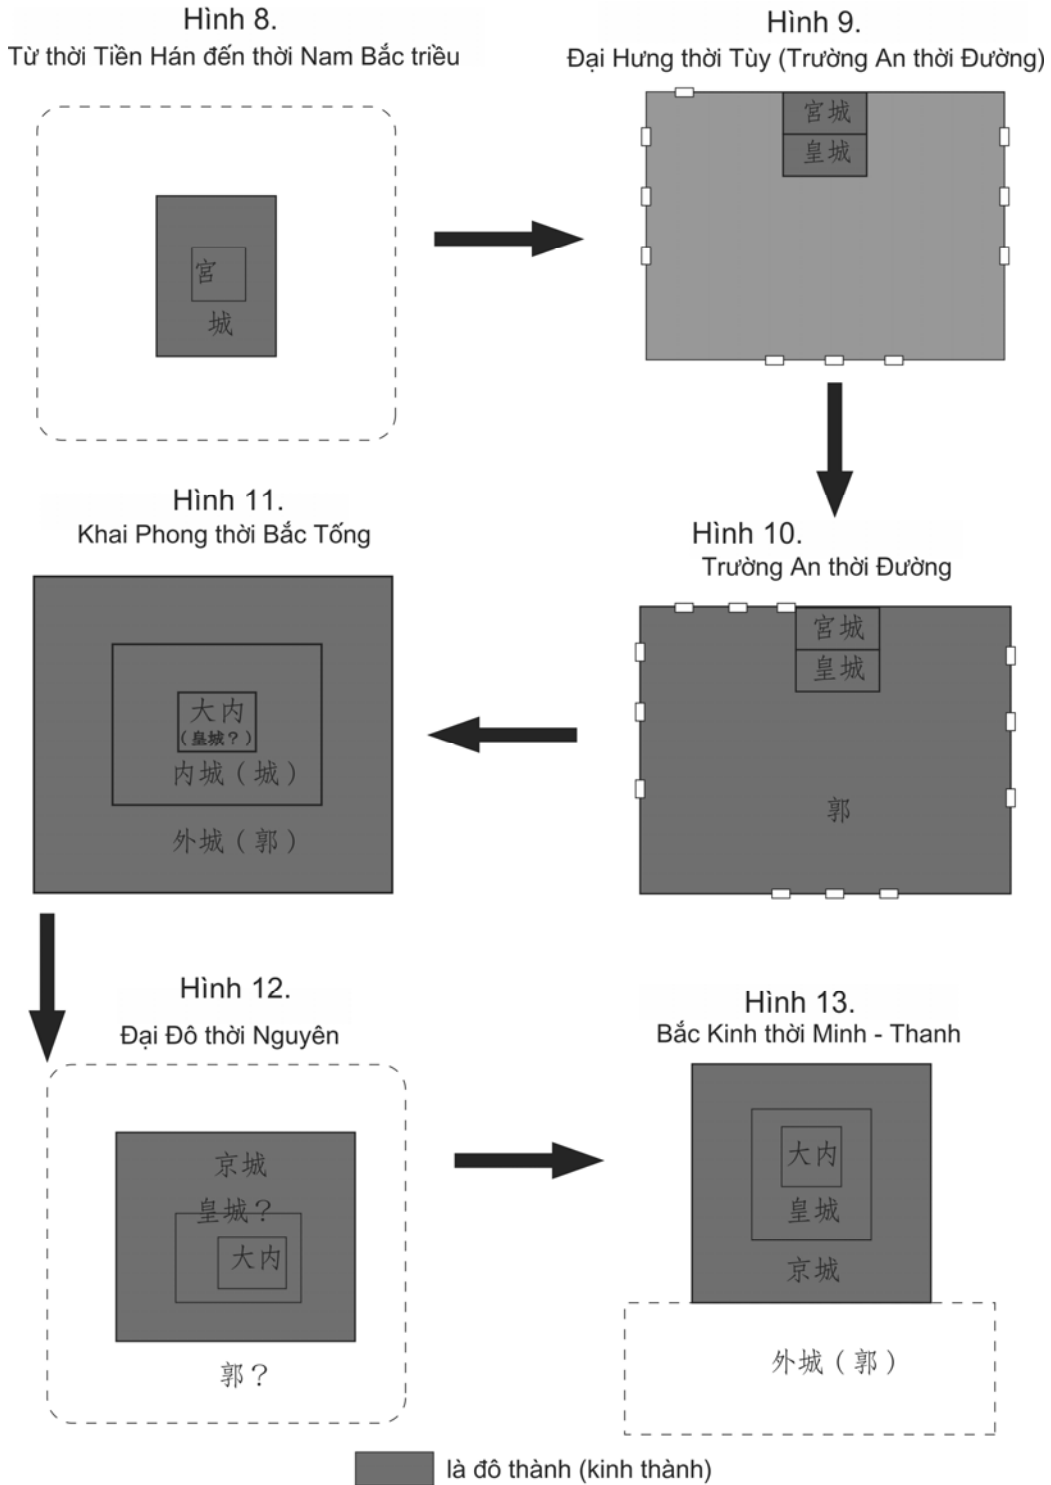 Hình 8.
Từ thời Tiền Hán đến thời Nam Bắc triều
宮
城
Hình 9.
Đại Hưng thời Tùy (Trường An thời Đường)
宮城
皇城
Hình 10.
Trường An thời Đường
宮城
皇城
郭
Hình 11.
Khai Phong thời Bắc Tống
大内
(皇城？)
内城（城）
外城（郭）
Hình 12.
Đại Đô thời Nguyên
京城
皇城？
大内
郭？
Hình 13.
Bắc Kinh thời Minh - Thanh
大内
皇城
京城
外城（郭）
là đô thành (kinh thành)